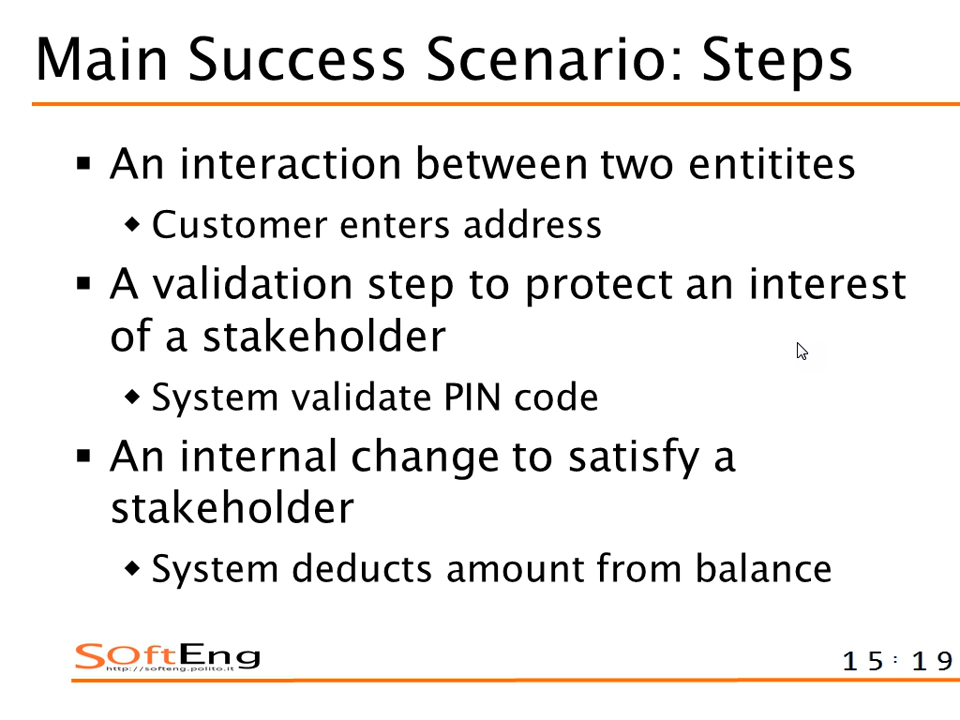 Main Success Scenario: Steps
An interaction between two entitites
Customer enters address
A validation step to protect an interest
of a stakeholder
System validate PIN code
An internal change to satisfy a
stakeholder
System deducts amount from balance
SOftEng
http://softeng.polito.it
15:19